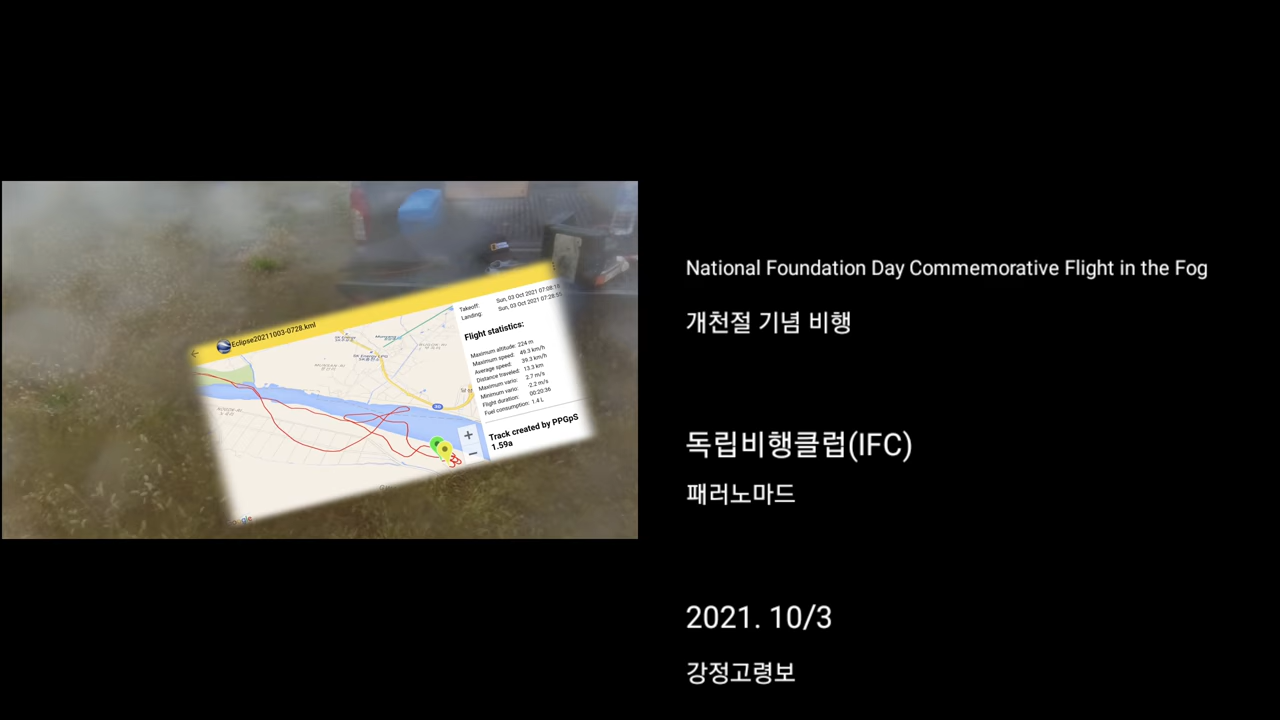 Eclipse20211003-0728.kml
Takeoff: Sun, 03 Oct 2021 07:08:18
Landing: Sun, 03 Oct 2021 07:28:55
Flight statistics:
Maximum altitude: 224 m
Maximum speed: 49.3 km/h
Average speed: 39.3 km/h
Distance traveled: 13.3 km
Maximum vario: 2.7 m/s
Minimum vario: -2.2 m/s
Flight duration: 00:20:36
Fuel consumption: 1.4 L
Track created by PPGpS
1.59a
National Foundation Day Commemorative Flight in the Fog
개천절 기념 비행
독립비행클럽(IFC)
패러노마드
2021. 10/3
강정고령보